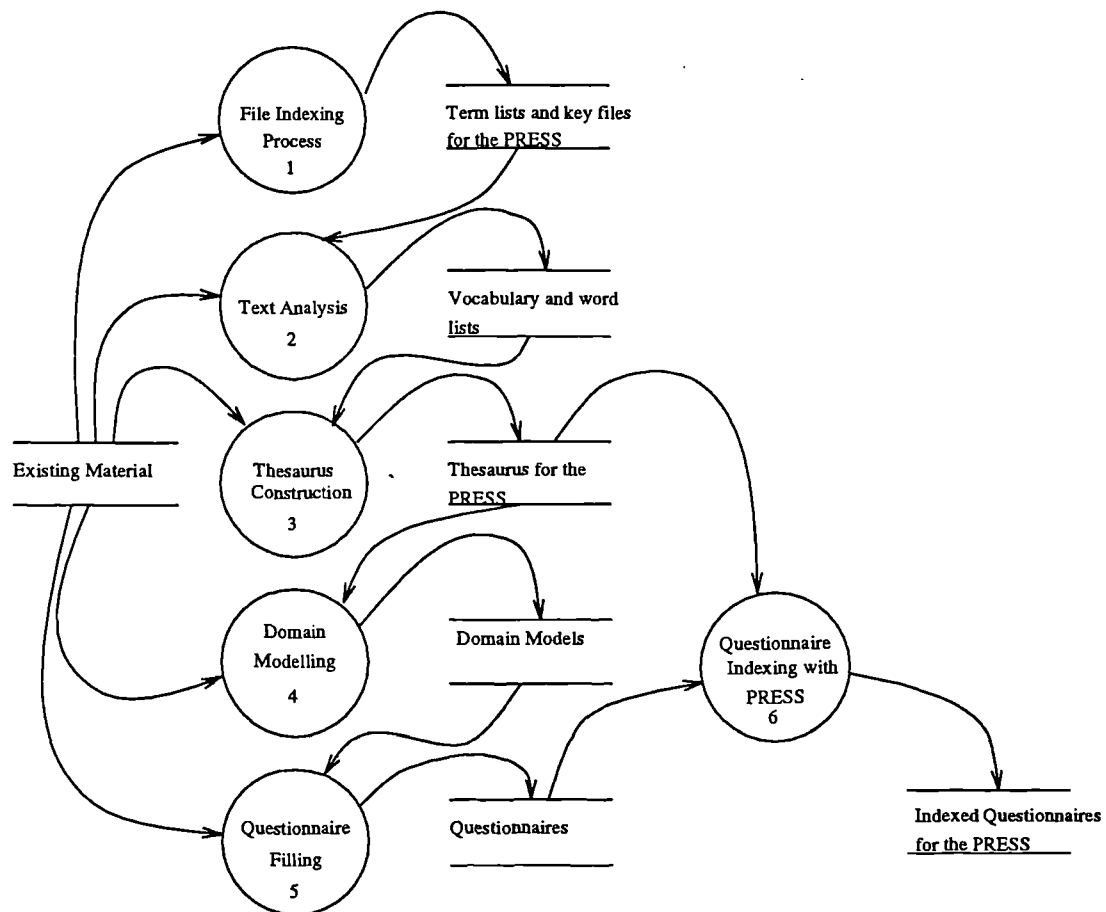 File Indexing
Process
1
Term lists and key files
for the PRESS
Text Analysis
2
Vocabulary and word
lists
Existing Material
Thesaurus
Construction
3
Thesaurus for the
PRESS
Domain
Modelling
4
Domain Models
Questionnaire
Indexing with
PRESS
6
Questionnaire
Filling
5
Questionnaires
Indexed Questionnaires
for the PRESS